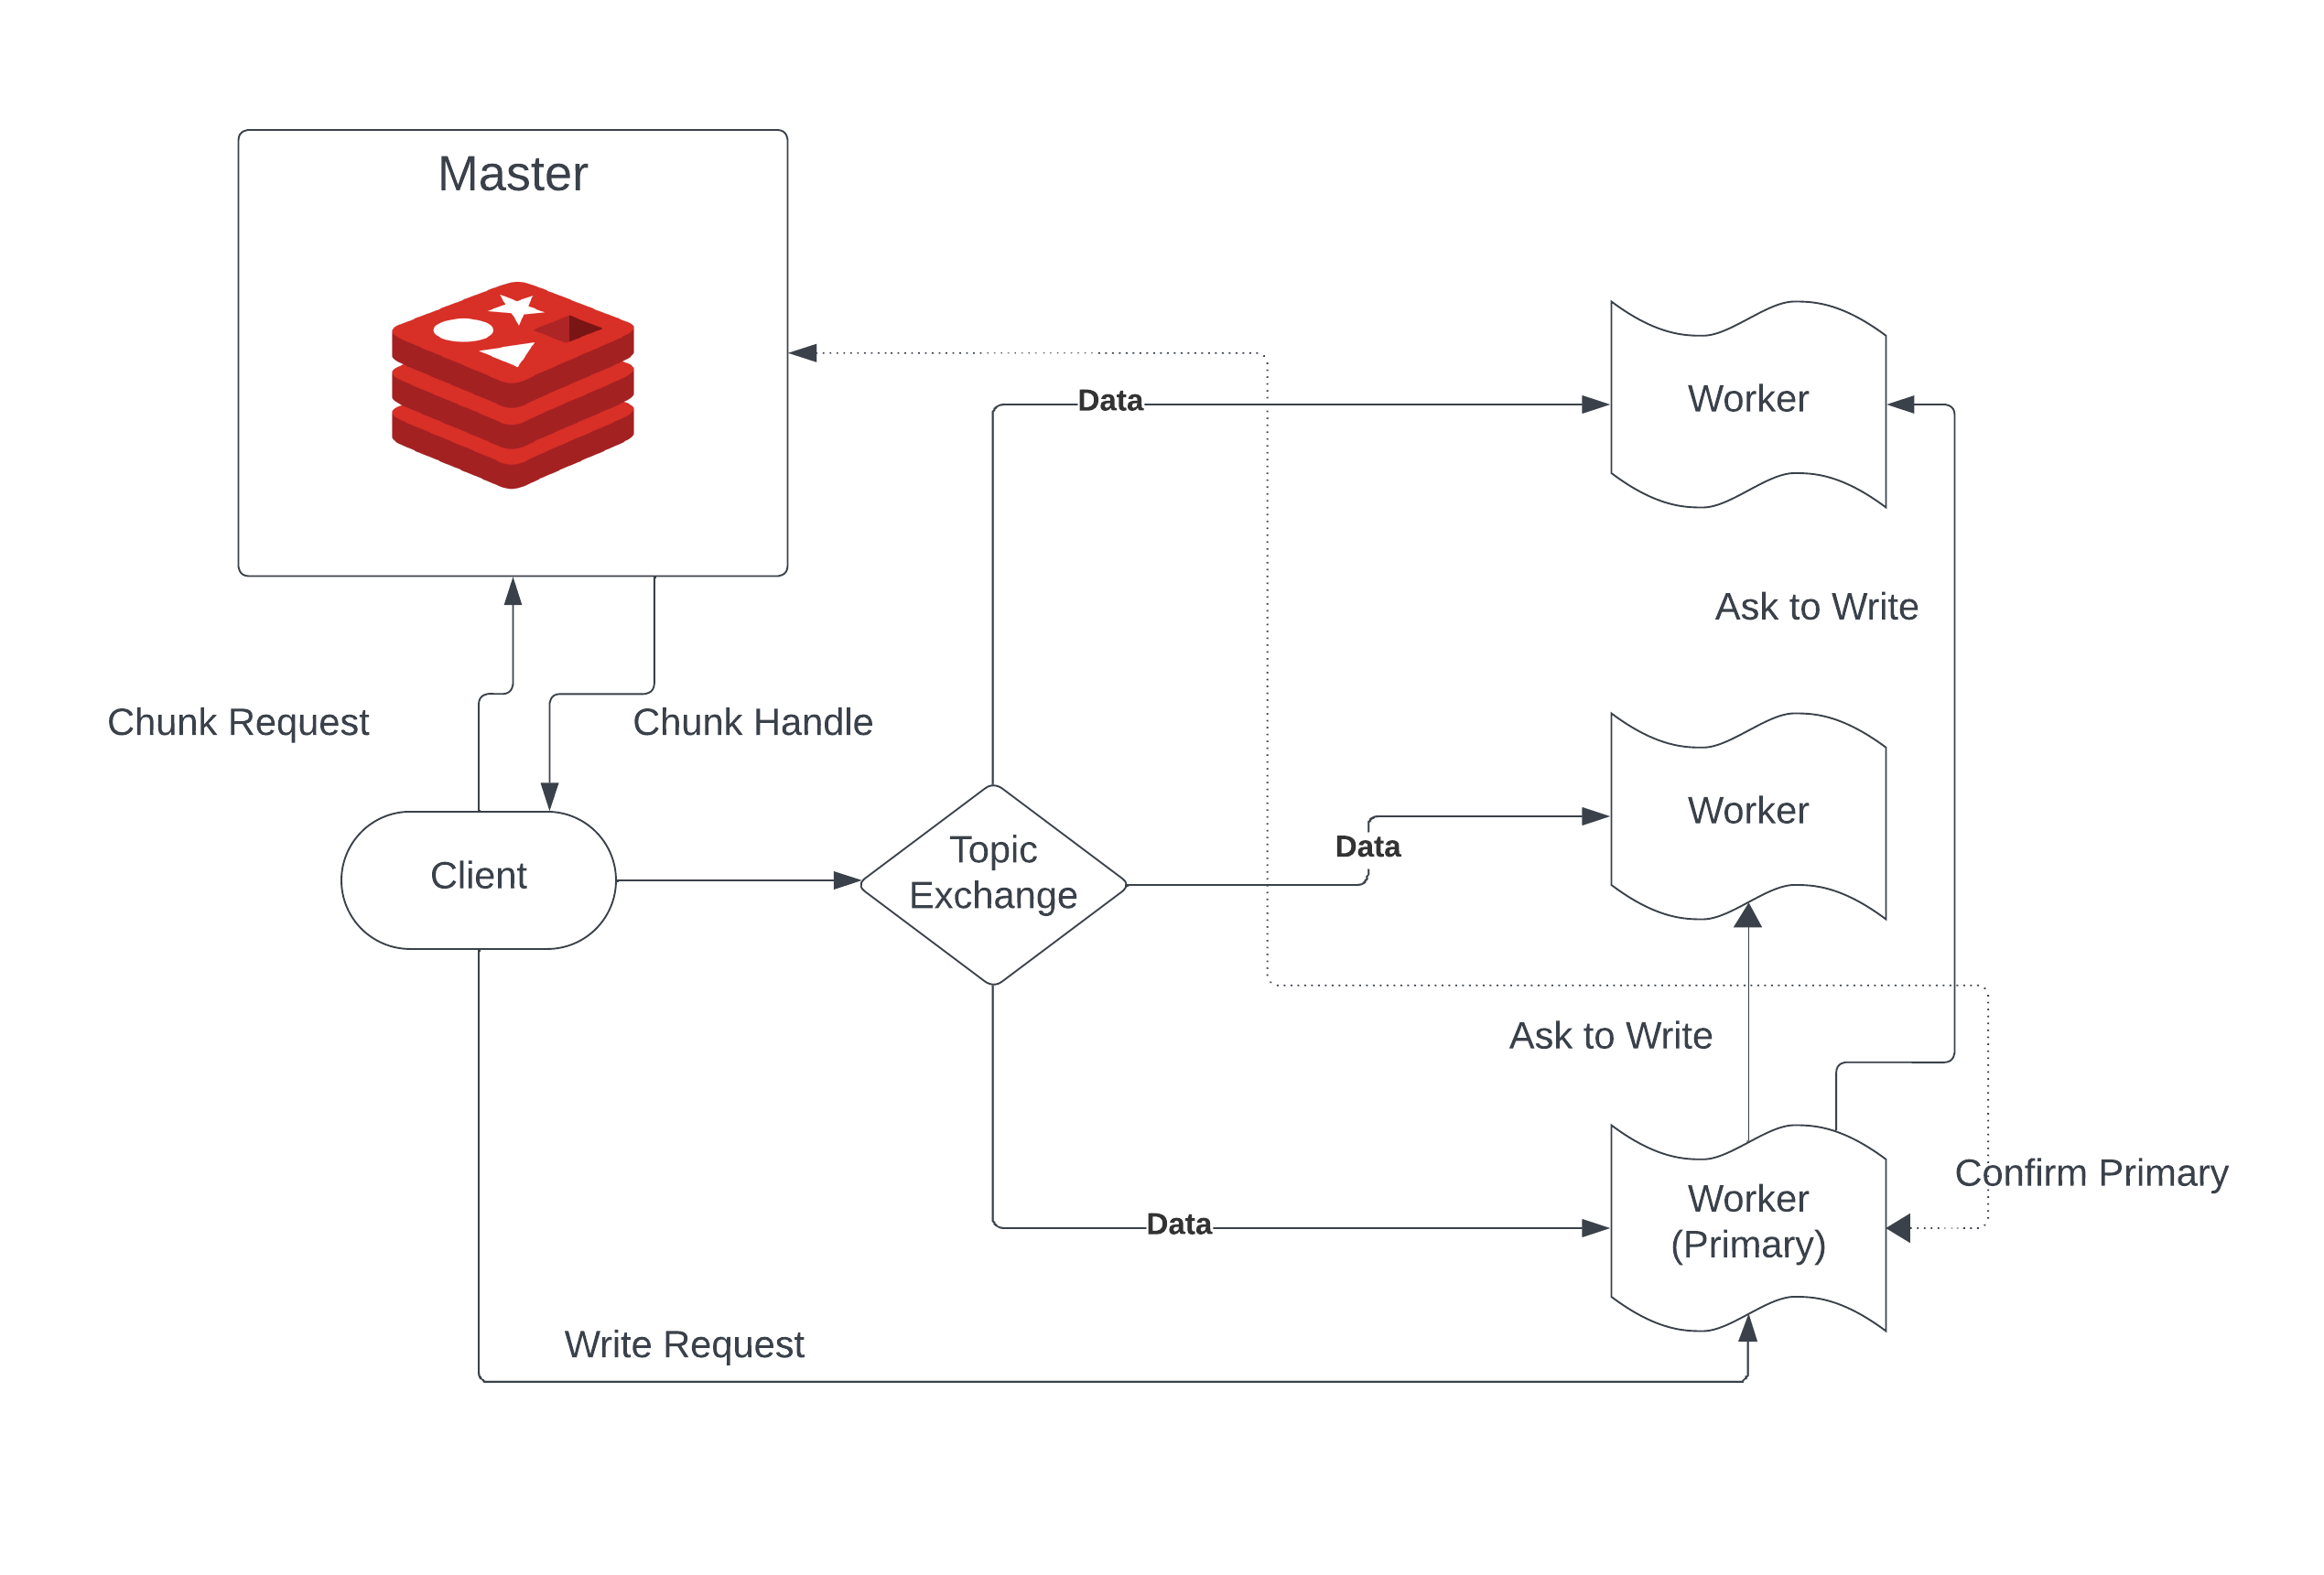 Master
Data
Worker
Ask to Write
Chunk Request
Chunk Handle
Worker
Data
Topic
Exchange
Client
Ask to Write
Confirm Primary
Worker
(Primary)
Data
Write Request